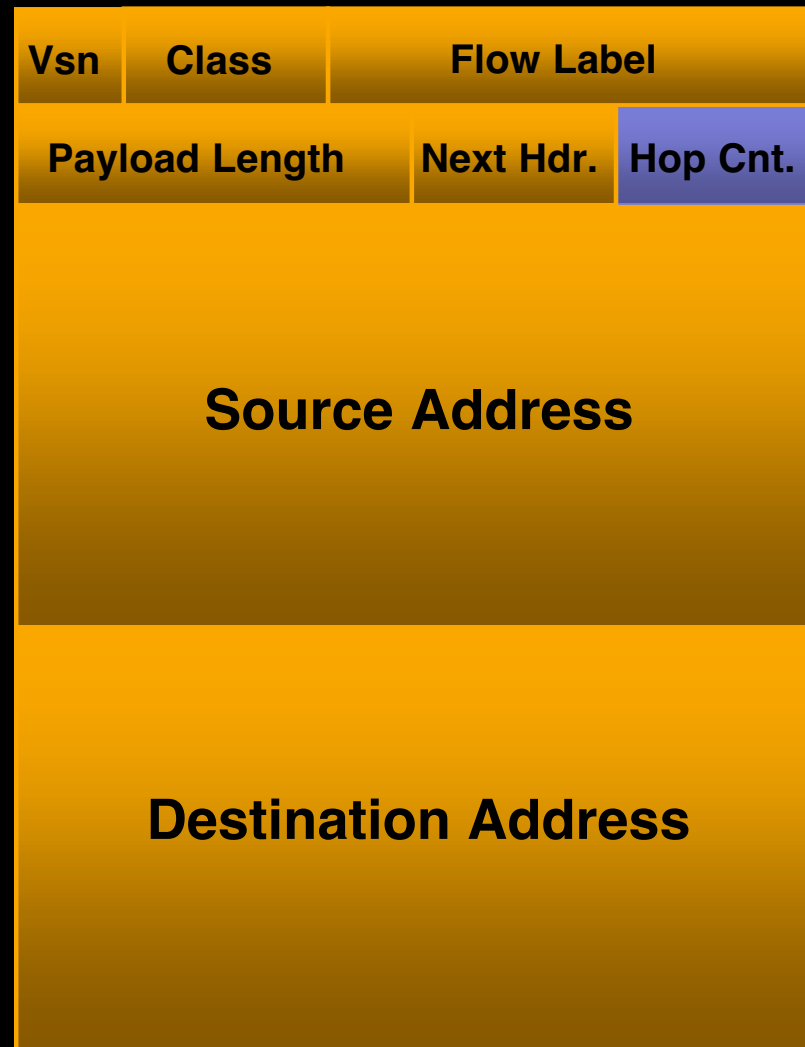 Vsn Class Flow Label
Payload Length Next Hdr. Hop Cnt.
Source Address
Destination Address